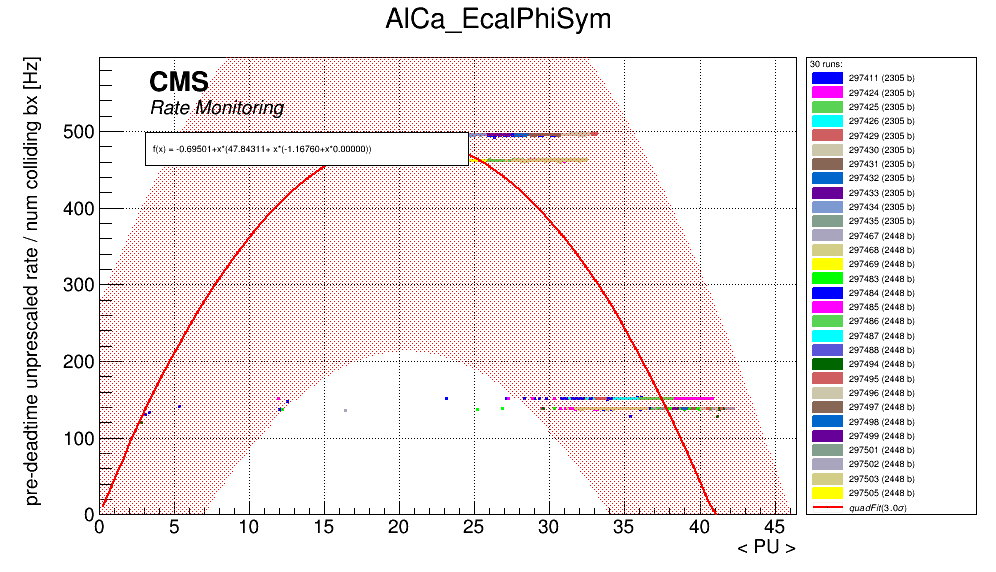 AlCa_EcalPhiSym
pre-deadtime unprescaled rate / num colliding bx [Hz]
CMS
Rate Monitoring
f(x) = -0.69501+x*(47.84311+ x*(-1.16760+x*0.00000))
500
400
300
200
100
0
0 5 10 15 20 25 30 35 40 45
< PU >
30 runs:
297411 (2305 b)
297424 (2305 b)
297425 (2305 b)
297426 (2305 b)
297429 (2305 b)
297430 (2305 b)
297431 (2305 b)
297432 (2305 b)
297433 (2305 b)
297434 (2305 b)
297435 (2305 b)
297467 (2448 b)
297468 (2448 b)
297469 (2448 b)
297483 (2448 b)
297484 (2448 b)
297485 (2448 b)
297486 (2448 b)
297487 (2448 b)
297488 (2448 b)
297494 (2448 b)
297495 (2448 b)
297496 (2448 b)
297497 (2448 b)
297498 (2448 b)
297499 (2448 b)
297501 (2448 b)
297502 (2448 b)
297503 (2448 b)
297505 (2448 b)
quadFit(3.0σ)